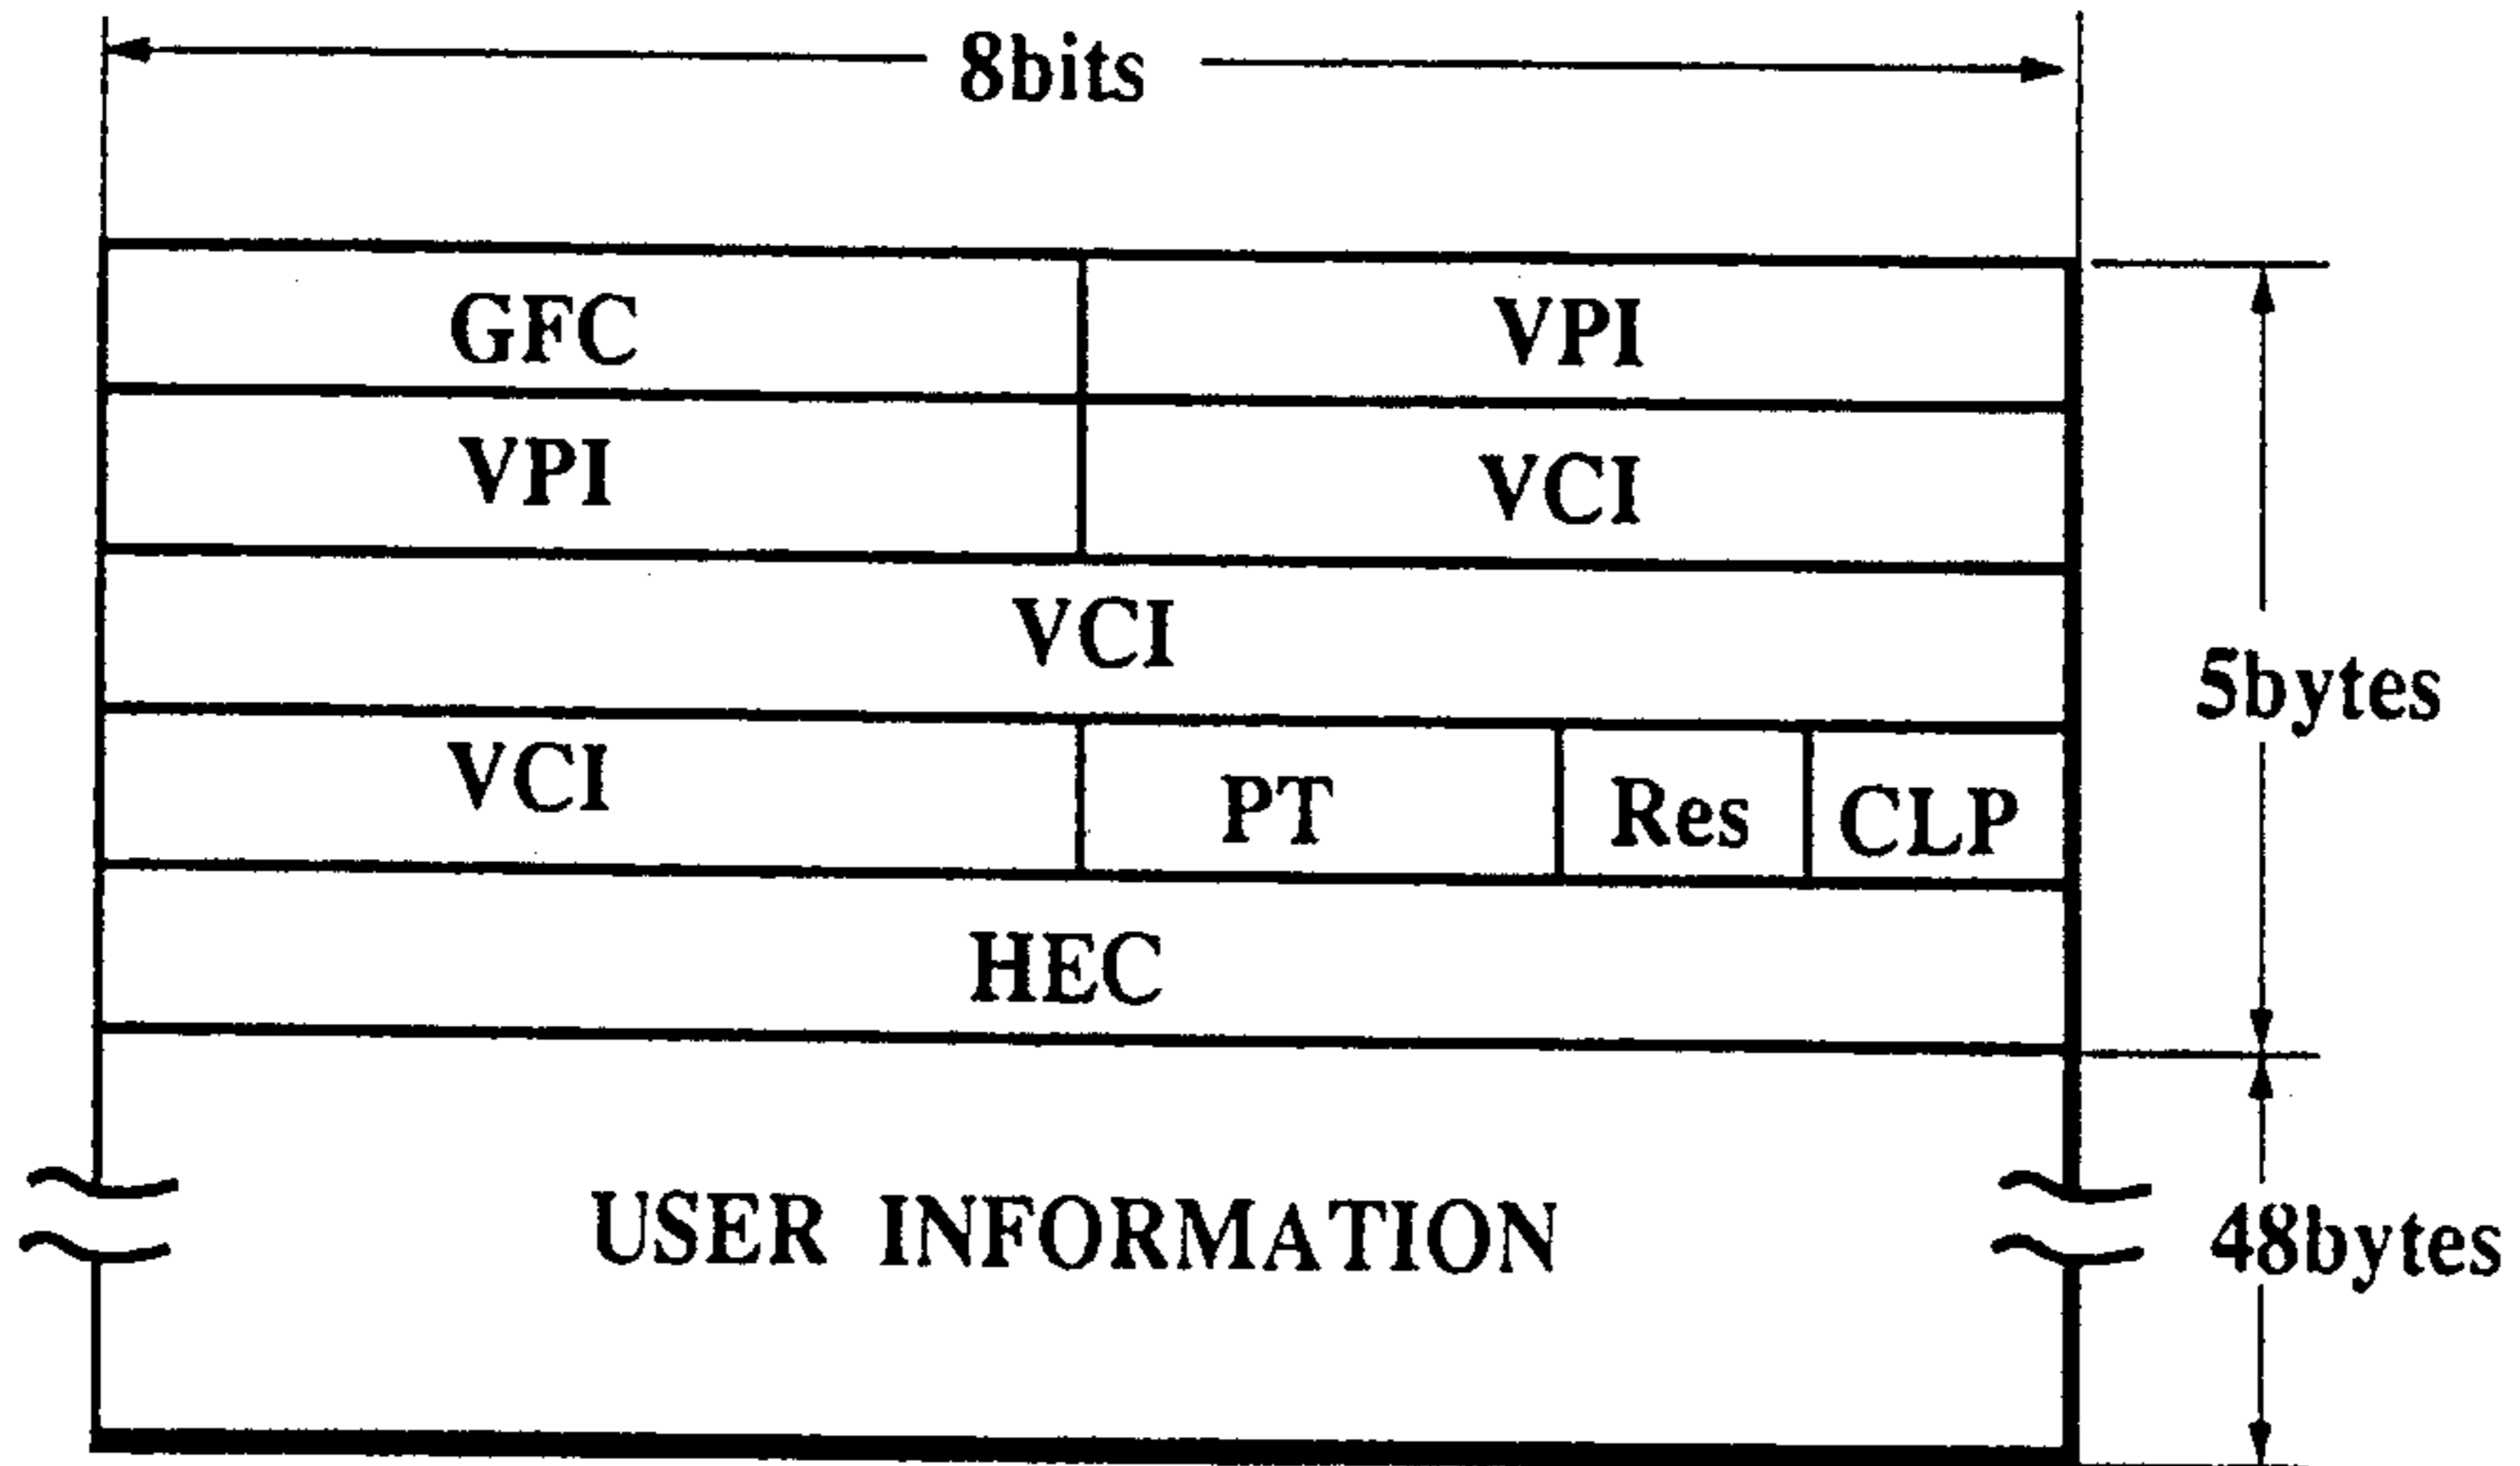 8bits
GFC VPI
VPI VCI
VCI
5bytes
VCI PT Res CLP
HEC
USER INFORMATION
48bytes